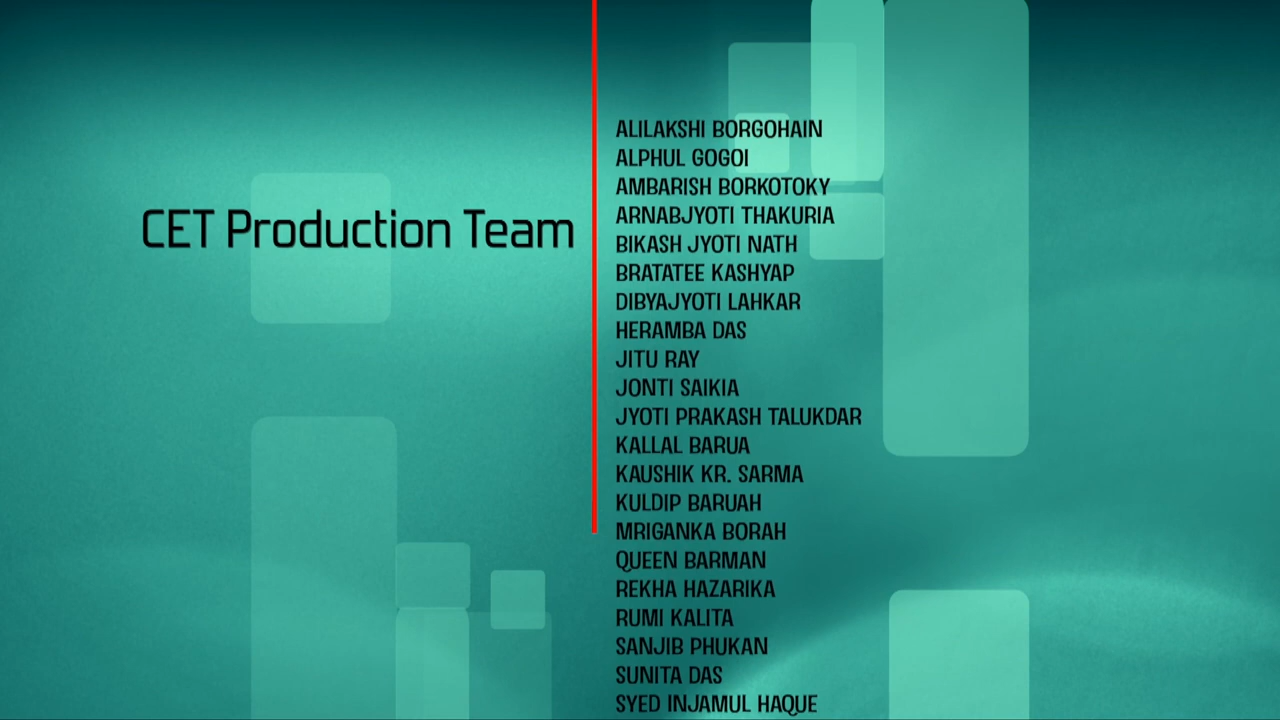 CET Production Team
ALILAKSHI BORGOHAIN
ALPHUL GOGOI
AMBARISH BORKOTOKY
ARNABJYOTI THAKURIA
BIKASH JYOTI NATH
BRATATEE KASHYAP
DIBYAJYOTI LAHKAR
HERAMBA DAS
JITU RAY
JONTI SAIKIA
JYOTI PRAKASH TALUKDAR
KALLAL BARUA
KAUSHIK KR. SARMA
KULDIP BARUAH
MRIGANKA BORAH
QUEEN BARMAN
REKHA HAZARIKA
RUMI KALITA
SANJIB PHUKAN
SUNITA DAS
SYED INJAMUL HAQUE